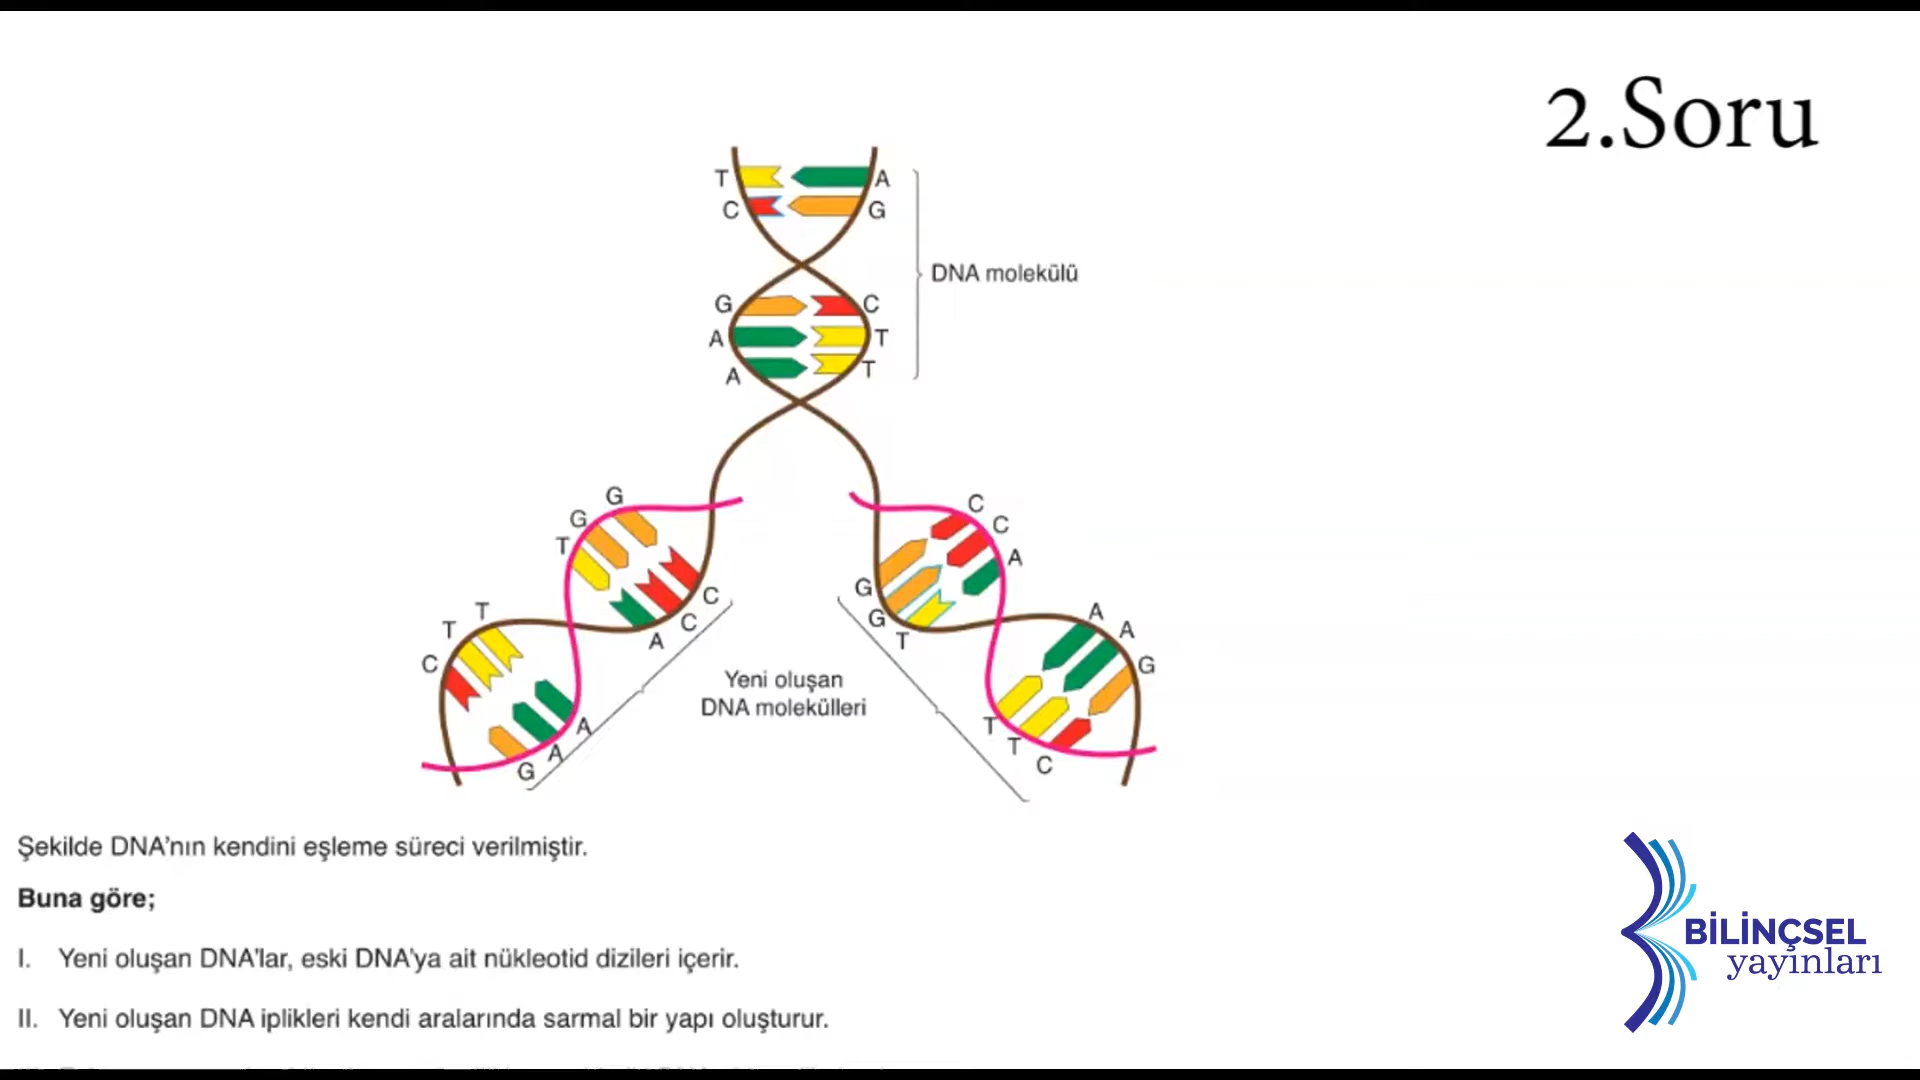 2.Soru
T A
C G
DNA molekülü
G C
A T
A T
G
G
T
C
C
A
T
T
C
C
C
A
G
G
T
A
A
G
A
A
G
T
T
C
Yeni oluşan
DNA molekülleri
Şekilde DNA'nın kendini eşleme süreci verilmiştir.
Buna göre;
I. Yeni oluşan DNA'lar, eski DNA'ya ait nükleotid dizileri içerir.
II. Yeni oluşan DNA iplikleri kendi aralarında sarmal bir yapı oluşturur.
BİLİNÇSEL
yayınları